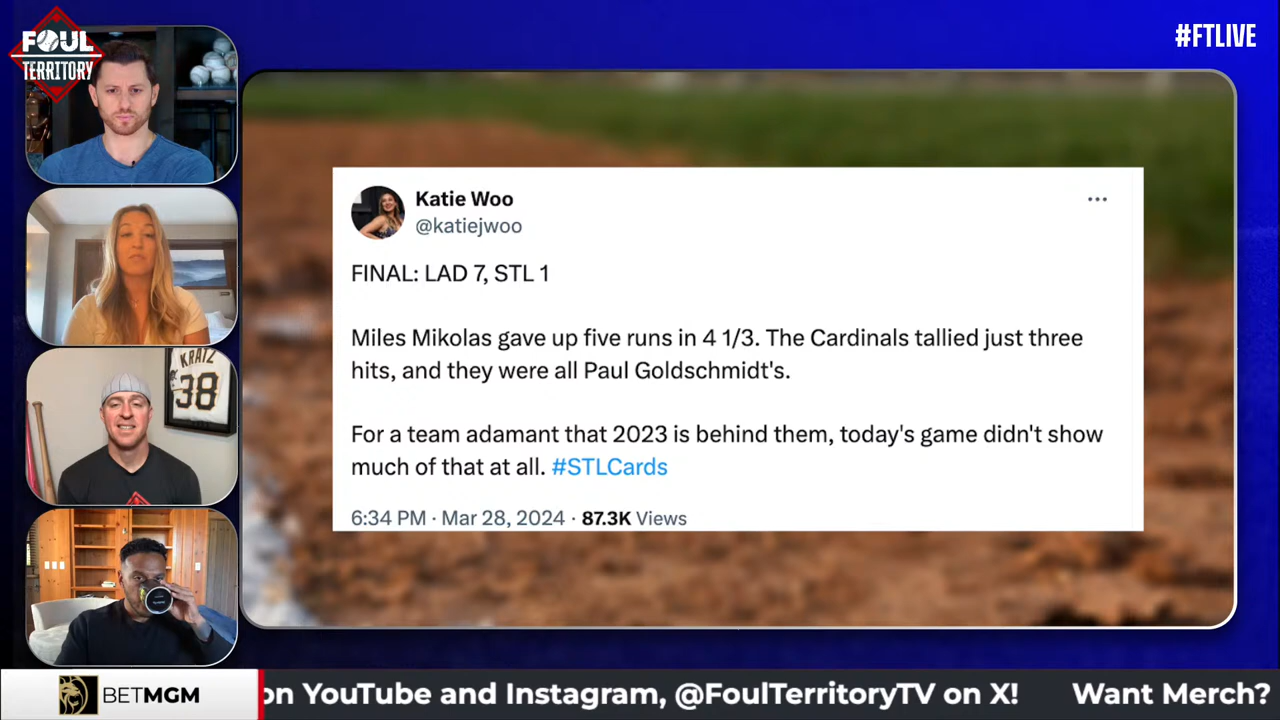 FOUL
TERRITORY
#FTLIVE
KRATZ
38
Katie Woo
@katiejwoo
FINAL: LAD 7, STL 1
Miles Mikolas gave up five runs in 4 1/3. The Cardinals tallied just three
hits, and they were all Paul Goldschmidt's.
For a team adamant that 2023 is behind them, today's game didn't show
much of that at all. #STLCards
6:34 PM · Mar 28, 2024 · 87.3K Views
BETMGM
on YouTube and Instagram, @FoulTerritoryTV on X! Want Merch?